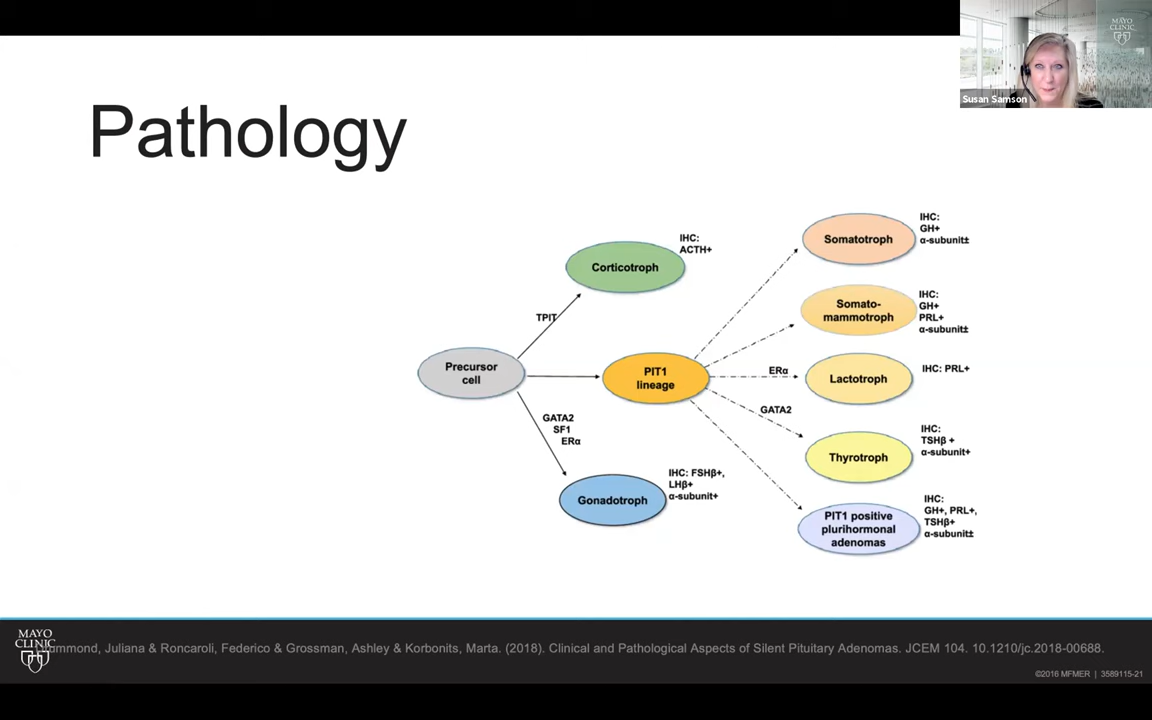 MAYO
CLINIC
Susan Samson
Pathology
IHC:
ACTH+
Corticotroph
TPIT
Precursor
cell
PIT1
lineage
GATA2
SF1
ERα
Gonadotroph
IHC: FSHβ+,
LHβ+
α-subunit+
Somatotroph
IHC:
GH+
α-subunit±
Somato-
mammotroph
IHC:
GH+
PRL+
α-subunit±
ERα
Lactotroph
IHC: PRL+
GATA2
Thyrotroph
IHC:
TSHβ +
α-subunit+
PIT1 positive
plurihormonal
adenomas
IHC:
GH+, PRL+,
TSHβ+
α-subunit±
MAYO
CLINIC
Juliana & Roncaroli, Federico & Grossman, Ashley & Korbonits, Marta. (2018). Clinical and Pathological Aspects of Silent Pituitary Adenomas. JCEM 104. 10.1210/jc.2018-00688.
©2016 MFMER | 3589115-21